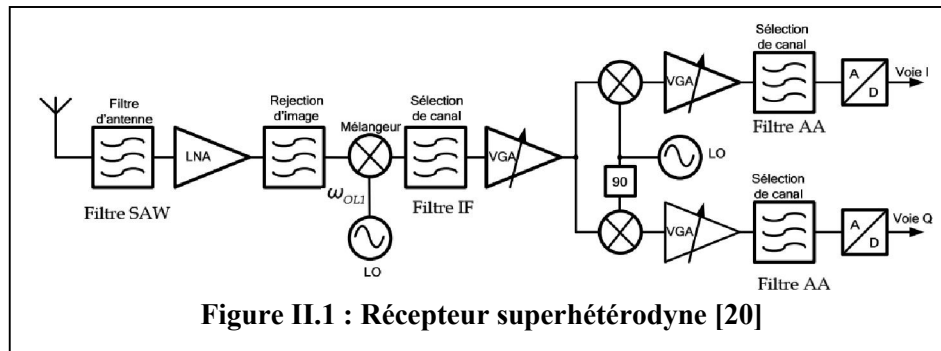 Sélection
de canal
Voie I
VGA
A
D
Filtre AA
Filtre
d'antenne
LNA
Rejection
d'image
Mélangeur
Sélection
de canal
VGA
Filtre SAW
ω_OL1
LO
Filtre IF
LO
90
Sélection
de canal
Voie Q
VGA
A
D
Filtre AA
Figure II.1 : Récepteur superhétérodyne [20]